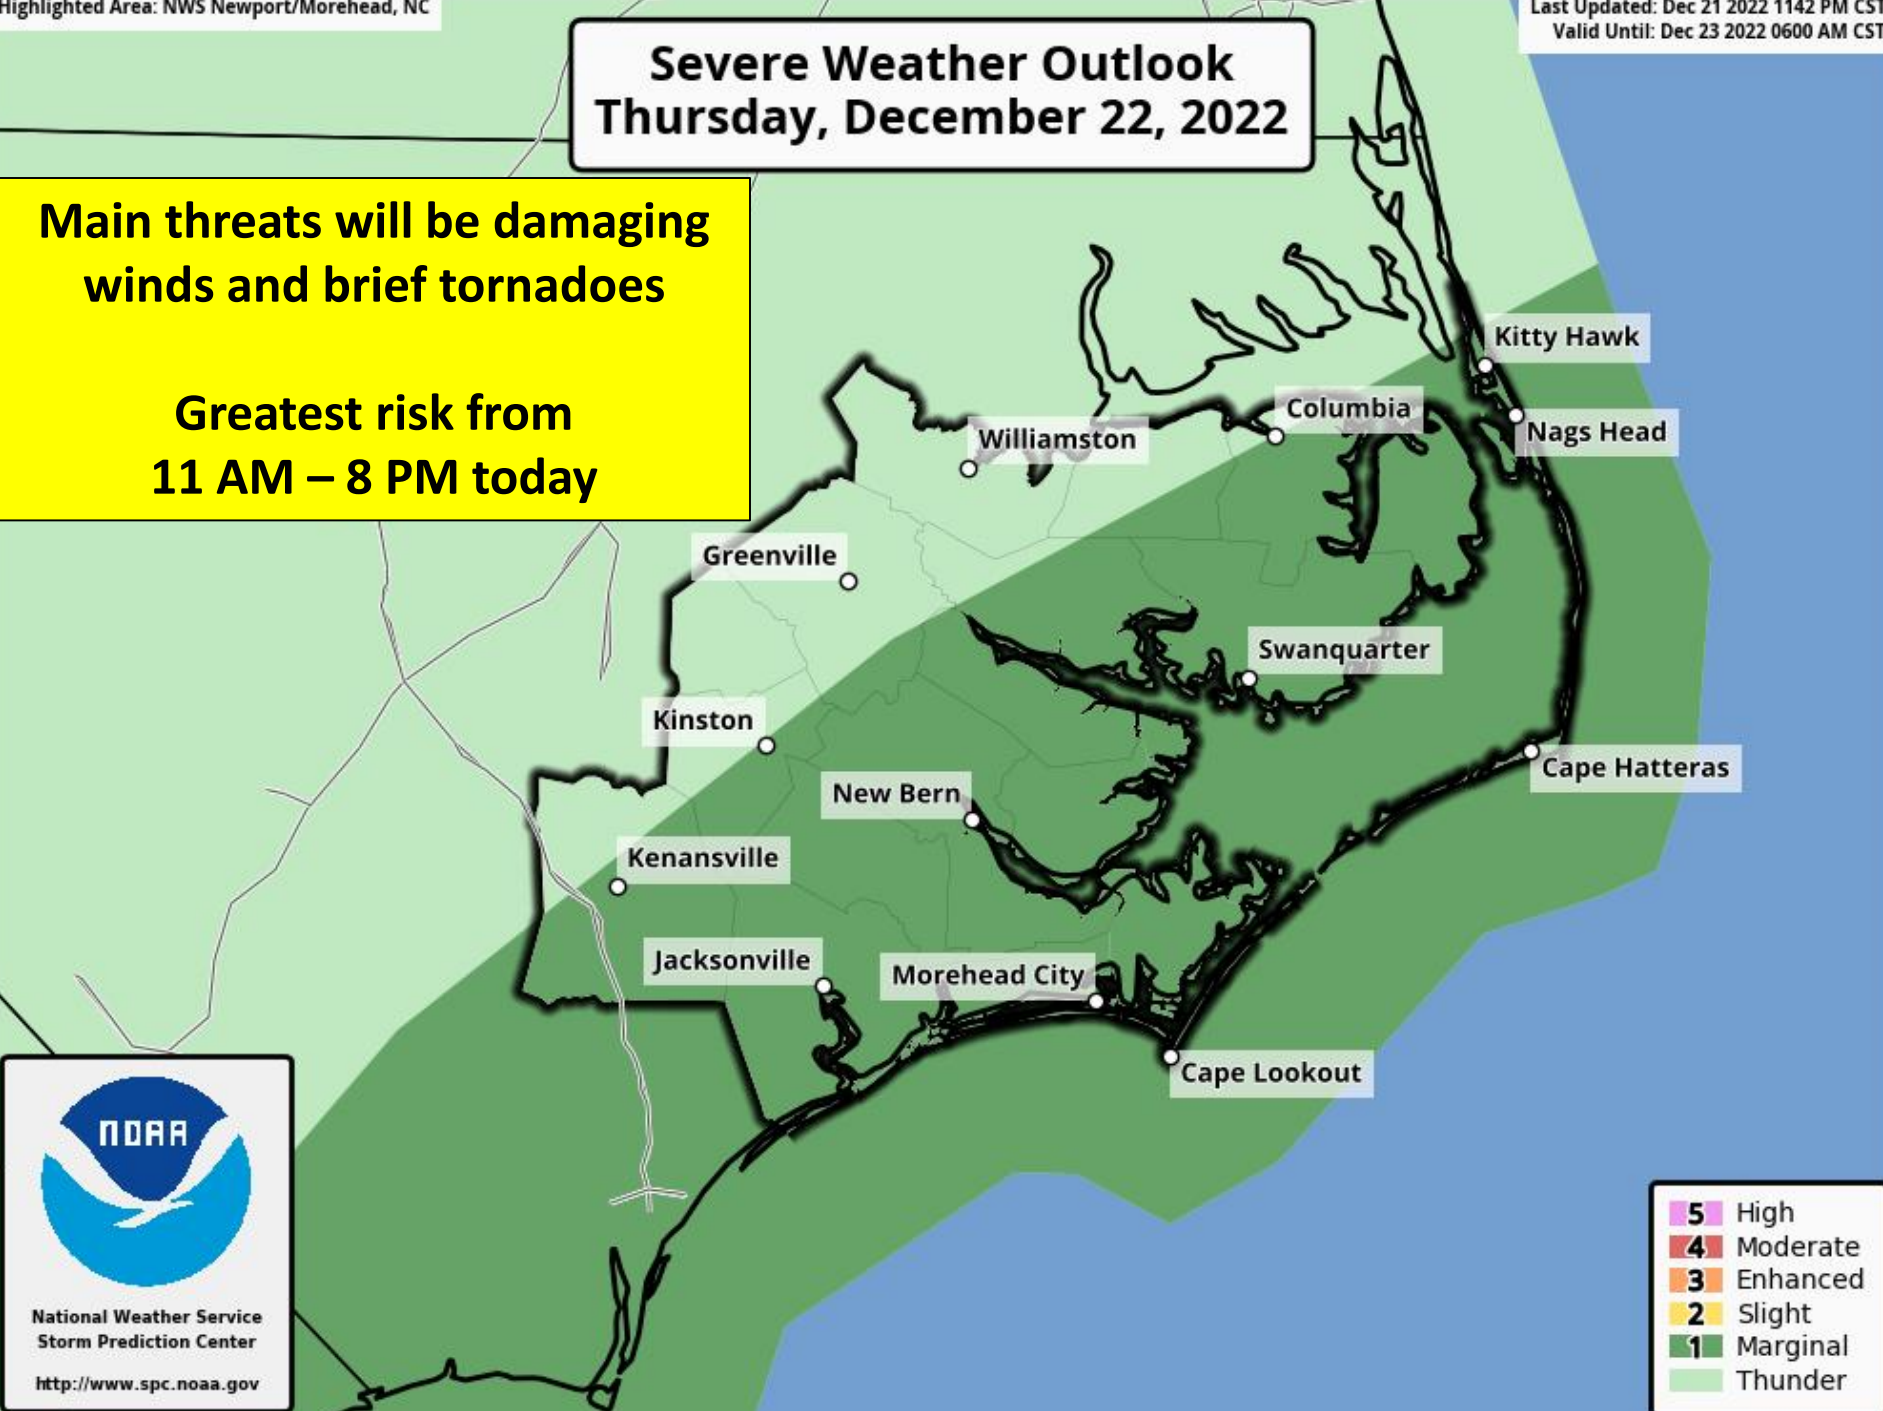 Highlighted Area: NWS Newport/Morehead, NC
Last Updated: Dec 21 2022 1142 PM CST
Valid Until: Dec 23 2022 0600 AM CST
Severe Weather Outlook
Thursday, December 22, 2022
Main threats will be damaging
winds and brief tornadoes
Greatest risk from
11 AM – 8 PM today
Kitty Hawk
Columbia
Nags Head
Williamston
Greenville
Swanquarter
Kinston
Cape Hatteras
New Bern
Kenansville
Jacksonville
Morehead City
Cape Lookout
NOAA
National Weather Service
Storm Prediction Center
http://www.spc.noaa.gov
5 High
4 Moderate
3 Enhanced
2 Slight
1 Marginal
Thunder